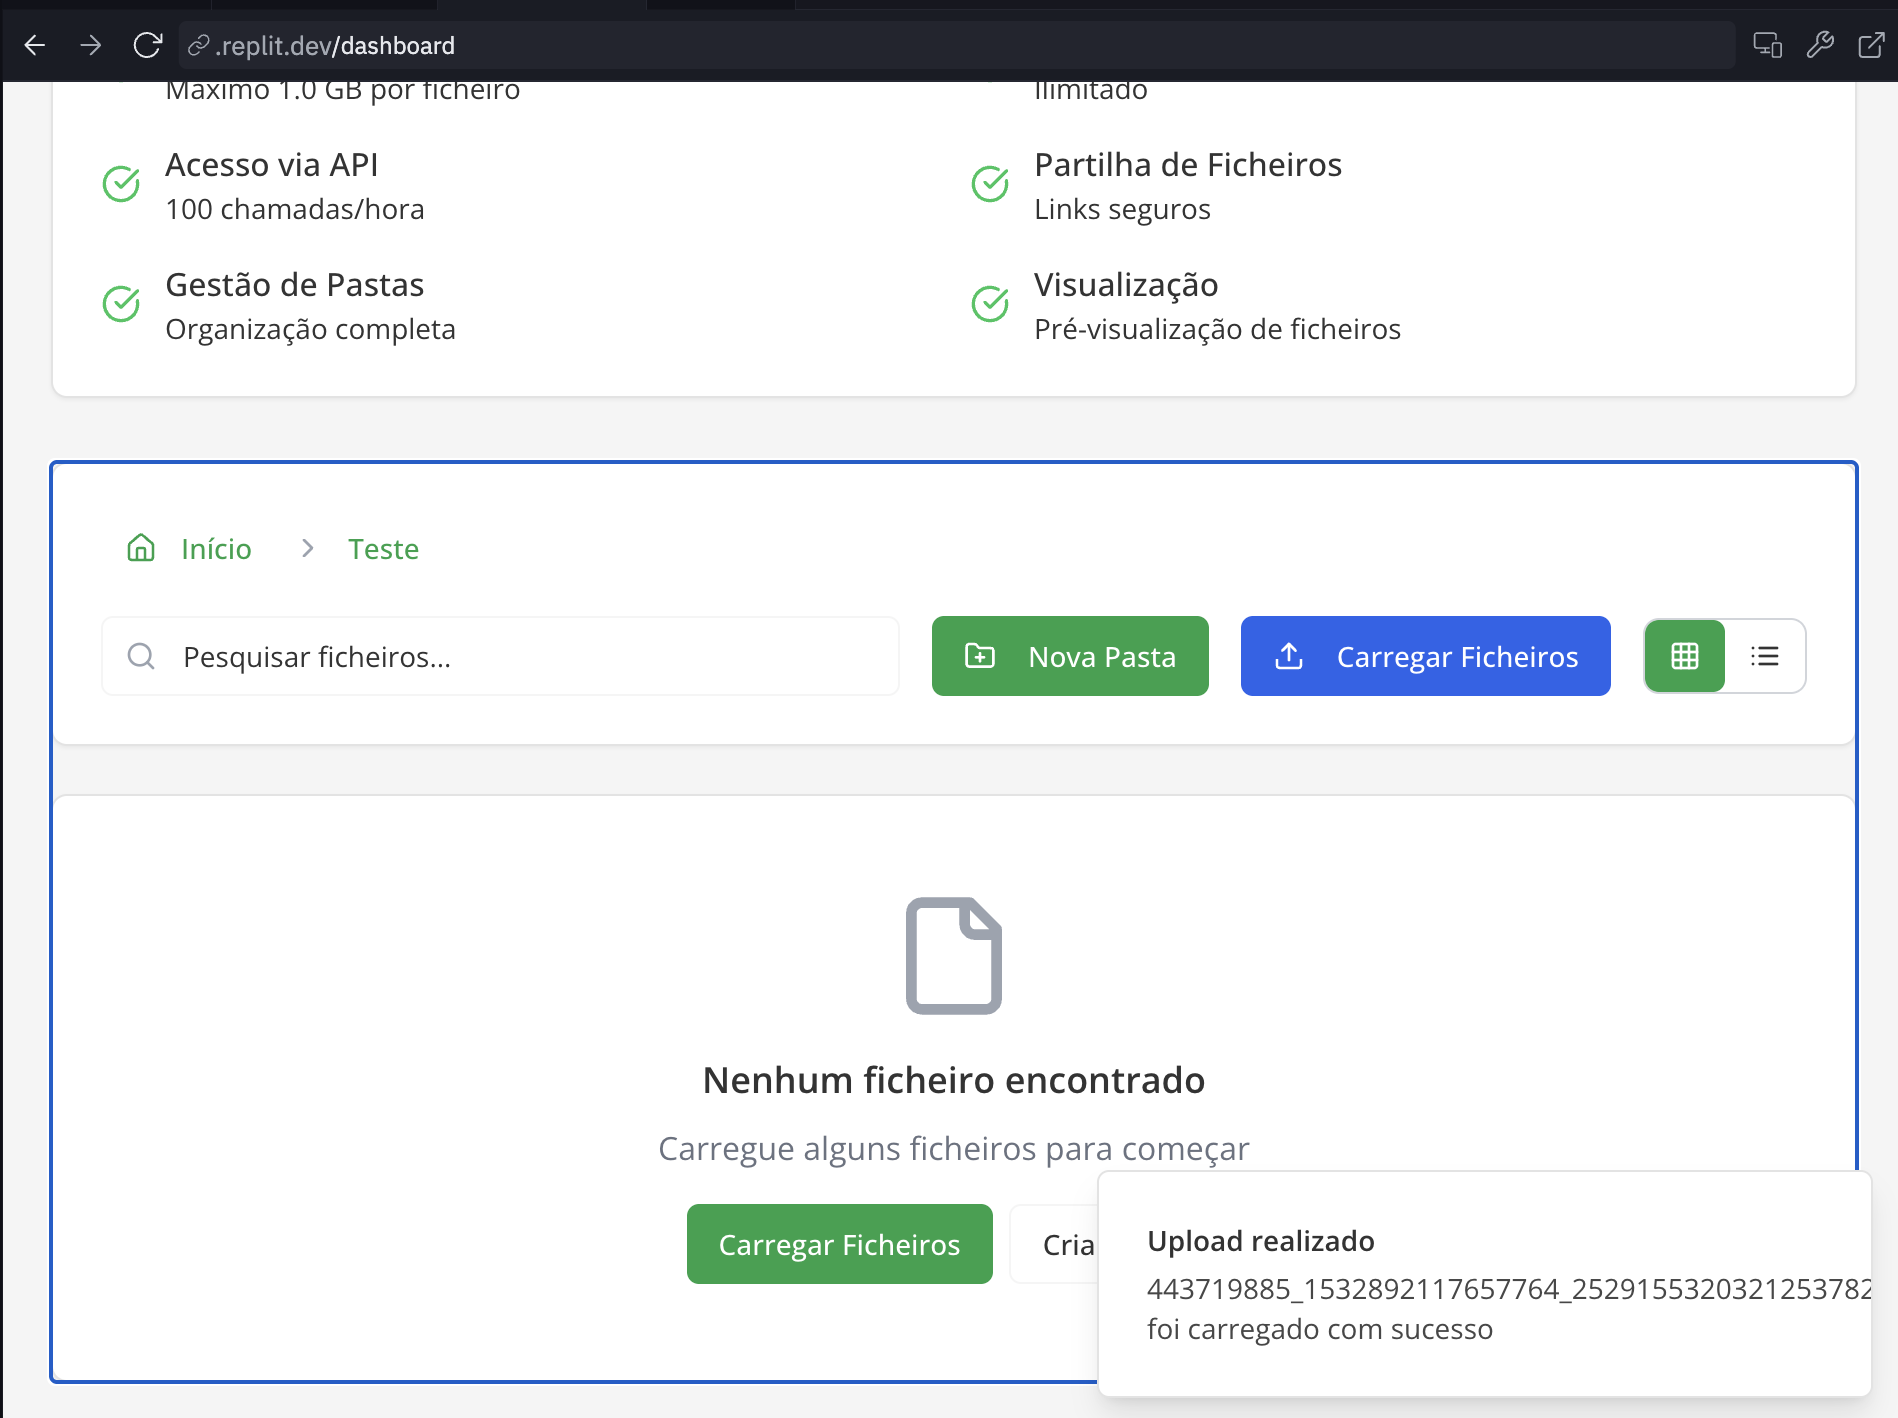 .replit.dev/dashboard
Máximo 1.0 GB por ficheiro
Ilimitado
Acesso via API
100 chamadas/hora
Partilha de Ficheiros
Links seguros
Gestão de Pastas
Organização completa
Visualização
Pré-visualização de ficheiros
Início
Teste
Pesquisar ficheiros...
Nova Pasta
Carregar Ficheiros
Nenhum ficheiro encontrado
Carregue alguns ficheiros para começar
Carregar Ficheiros
Cria
Upload realizado
443719885_1532892117657764_2529155320321253782
foi carregado com sucesso